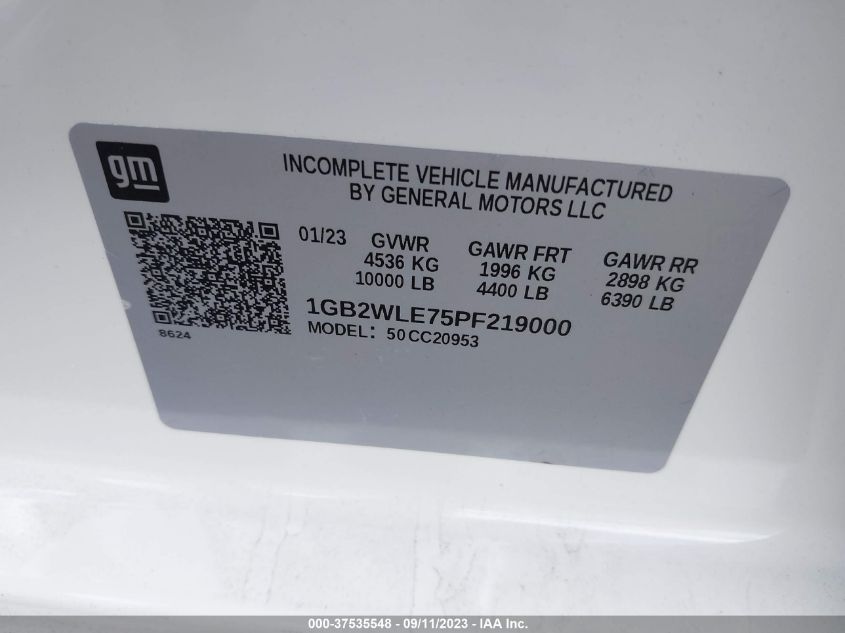 gm
INCOMPLETE VEHICLE MANUFACTURED
BY GENERAL MOTORS LLC
01/23 GVWR GAWR FRT GAWR RR
4536 KG 1996 KG 2898 KG
10000 LB 4400 LB 6390 LB
1GB2WLE75PF219000
MODEL: 50CC20953
8624
000-37535548 - 09/11/2023 - IAA Inc.